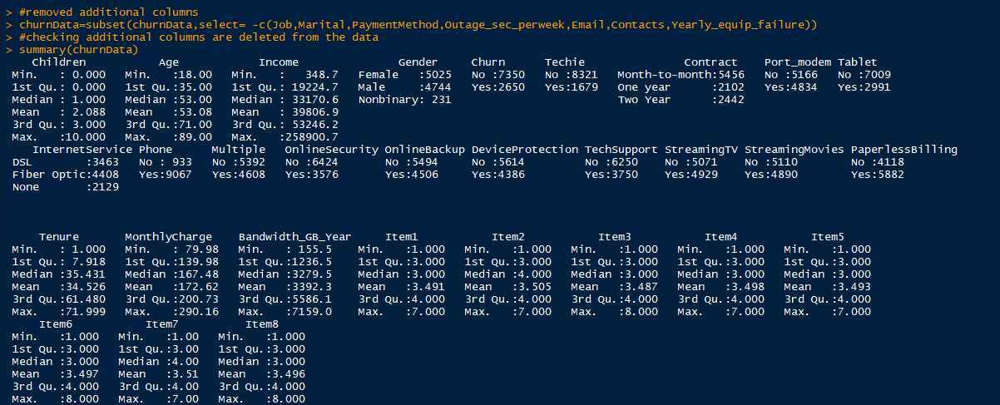 > #removed additional columns
> churnData=subset(churnData,select= -c(Job,Marital,PaymentMethod,Outage_sec_perweek,Email,Contacts,Yearly_equip_failure))
> #checking additional columns are deleted from the data
> summary(churnData)
   Children           Age            Income               Gender     Churn      Techie               Contract    Port_modem Tablet
Min.   : 0.000   Min.   :18.00   Min.   :   348.7   Female   :5025   No :7350   No :8321   Month-to-month:5456   No :5166   No :7009
1st Qu.: 0.000   1st Qu.:35.00   1st Qu.: 19224.7   Male     :4744   Yes:2650   Yes:1679   One year      :2102   Yes:4834   Yes:2991
Median : 1.000   Median :53.00   Median : 33170.6   Nonbinary: 231                         Two Year      :2442
Mean   : 2.088   Mean   :53.08   Mean   : 39806.9
3rd Qu.: 3.000   3rd Qu.:71.00   3rd Qu.: 53246.2
Max.   :10.000   Max.   :89.00   Max.   :258900.7
   InternetService Phone      Multiple   OnlineSecurity OnlineBackup DeviceProtection TechSupport StreamingTV StreamingMovies PaperlessBilling
DSL        :3463   No : 933   No :5392   No :6424       No :5494     No :5614         No :6250    No :5071    No :5110        No :4118
Fiber Optic:4408   Yes:9067   Yes:4608   Yes:3576       Yes:4506     Yes:4386         Yes:3750    Yes:4929    Yes:4890        Yes:5882
None       :2129
    Tenure       MonthlyCharge    Bandwidth_GB_Year     Item1           Item2           Item3           Item4           Item5
Min.   : 1.000   Min.   : 79.98   Min.   : 155.5   Min.   :1.000   Min.   :1.000   Min.   :1.000   Min.   :1.000   Min.   :1.000
1st Qu.: 7.918   1st Qu.:139.98   1st Qu.:1236.5   1st Qu.:3.000   1st Qu.:3.000   1st Qu.:3.000   1st Qu.:3.000   1st Qu.:3.000
Median :35.431   Median :167.48   Median :3279.5   Median :3.000   Median :4.000   Median :3.000   Median :3.000   Median :3.000
Mean   :34.526   Mean   :172.62   Mean   :3392.3   Mean   :3.491   Mean   :3.505   Mean   :3.487   Mean   :3.498   Mean   :3.493
3rd Qu.:61.480   3rd Qu.:200.73   3rd Qu.:5586.1   3rd Qu.:4.000   3rd Qu.:4.000   3rd Qu.:4.000   3rd Qu.:4.000   3rd Qu.:4.000
Max.   :71.999   Max.   :290.16   Max.   :7159.0   Max.   :7.000   Max.   :7.000   Max.   :8.000   Max.   :7.000   Max.   :7.000
    Item6           Item7          Item8
Min.   :1.000   Min.   :1.00   Min.   :1.000
1st Qu.:3.000   1st Qu.:3.00   1st Qu.:3.000
Median :3.000   Median :4.00   Median :3.000
Mean   :3.497   Mean   :3.51   Mean   :3.496
3rd Qu.:4.000   3rd Qu.:4.00   3rd Qu.:4.000
Max.   :8.000   Max.   :7.00   Max.   :8.000